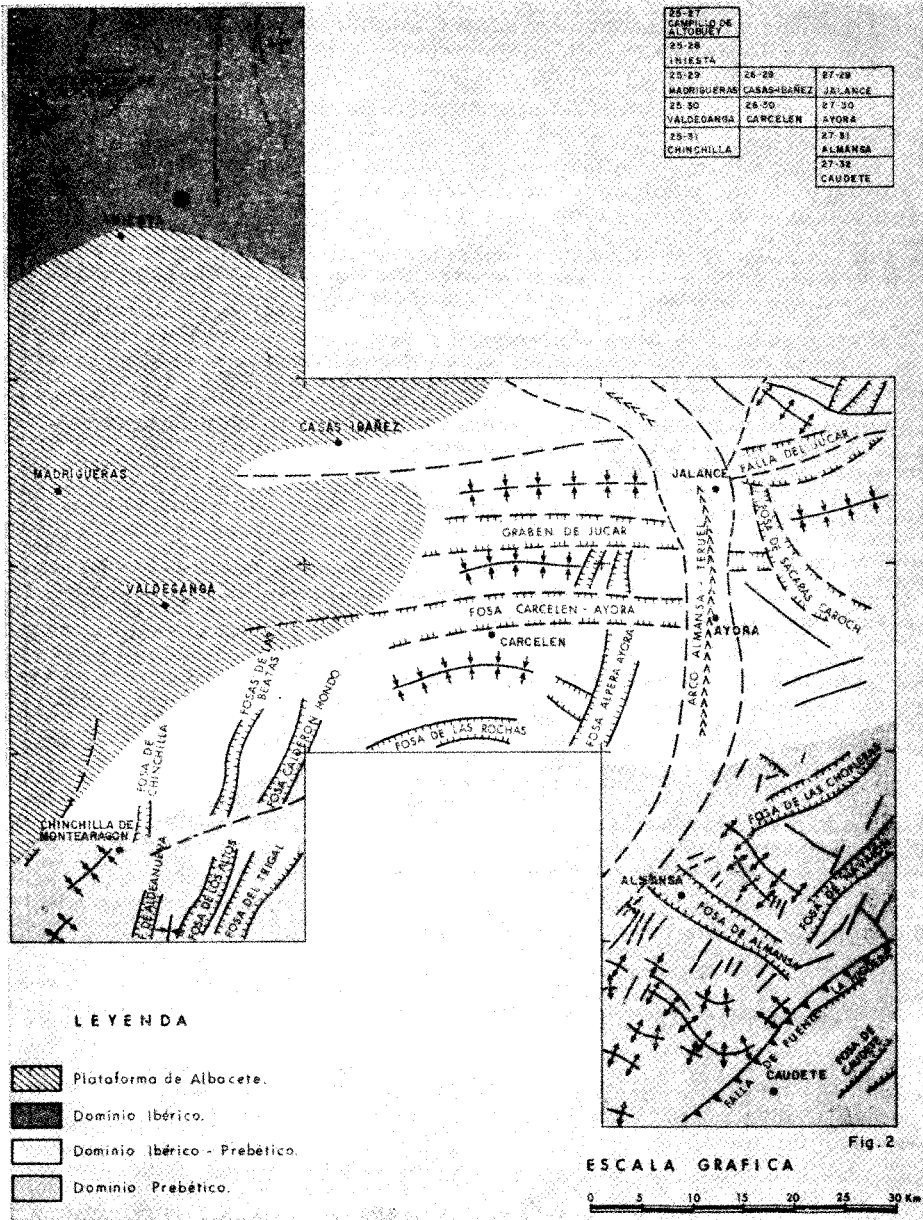 25-27
CAMPILLO DE
ALTOBUEY
25-28
INIESTA
25-29
MADRIGUERAS
26-29
CASAS-IBAÑEZ
27-29
JALANCE
25-30
VALDEGANGA
26-30
CARCELEN
27-30
AYORA
25-31
CHINCHILLA
27-31
ALMANSA
27-32
CAUDETE
INIESTA
CASAS IBAÑEZ
MADRIGUERAS
JALANCE
FALLA DEL JUCAR
GRABEN DE JUCAR
FOSA DE SACARAS CAROCH
ARCO ALMANSA - TERUEL
VALDEGANGA
FOSA CARCELEN - AYORA
CARCELEN
AYORA
FOSAS DE LAS
BEATAS
FOSA CALDERON HONDO
FOSA ALPERA AYORA
FOSA DE LAS ROCHAS
FOSA DE
CHINCHILLA
FOSA DE LAS CHOPERAS
CHINCHILLA DE
MONTEARAGON
F. DE ALDEANUEVA
FOSA DE LOS ALTOS
FOSA DEL TRIGAL
ALMANSA
FOSA DE ALMANSA
FALLA DE FUENTE LA HIGUERA
FOSA DE
CAUDETE
CAUDETE
LEYENDA
Plataforma de Albacete.
Dominio Ibérico.
Dominio Ibérico - Prebético.
Dominio Prebético.
Fig. 2
ESCALA GRAFICA
0 5 10 15 20 25 30 Km